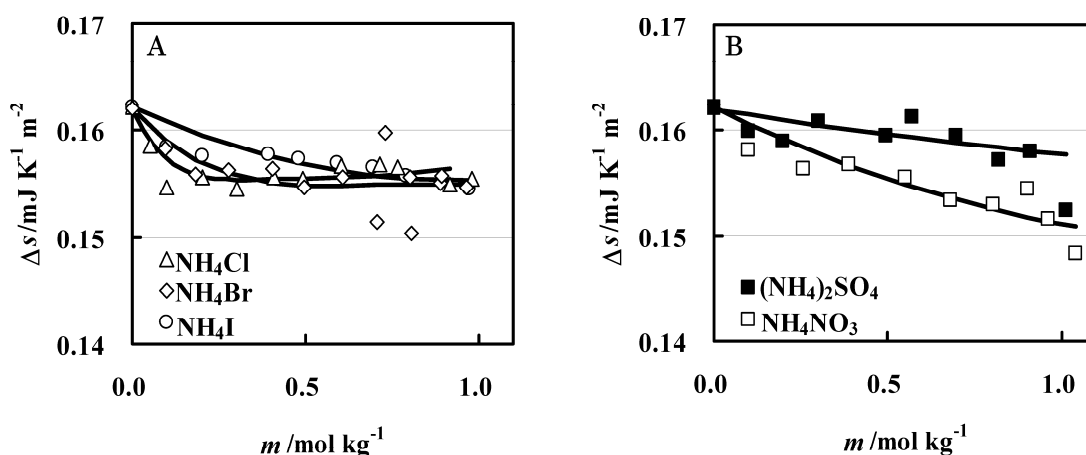 A
0.17
0.16
0.15
0.14
Δs/mJ K⁻¹ m⁻²
NH₄Cl
NH₄Br
NH₄I
0.0 0.5 1.0
m /mol kg⁻¹
B
0.17
0.16
0.15
0.14
Δs/mJ K⁻¹ m⁻²
(NH₄)₂SO₄
NH₄NO₃
0.0 0.5 1.0
m /mol kg⁻¹